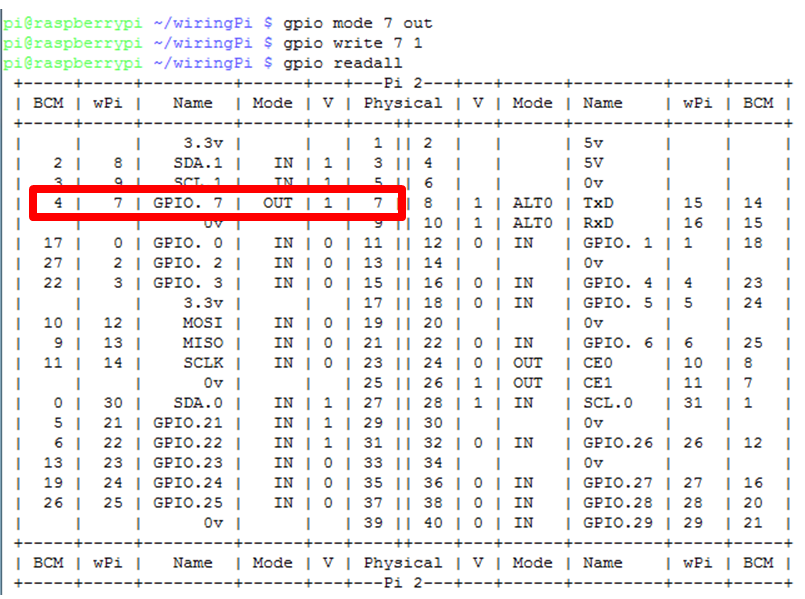 pi@raspberrypi ~/wiringPi $ gpio mode 7 out
pi@raspberrypi ~/wiringPi $ gpio write 7 1
pi@raspberrypi ~/wiringPi $ gpio readall
+-----+-----+---------+------+---+---Pi 2---+---+------+---------+-----+-----+
| BCM | wPi |   Name  | Mode | V | Physical | V | Mode | Name    | wPi | BCM |
+-----+-----+---------+------+---+----++----+---+------+---------+-----+-----+
|     |     |    3.3v |      |   |  1 || 2  |   |      | 5v      |     |     |
|   2 |   8 |   SDA.1 |   IN | 1 |  3 || 4  |   |      | 5V      |     |     |
|   3 |   9 |   SCL.1 |   IN | 1 |  5 || 6  |   |      | 0v      |     |     |
|   4 |   7 | GPIO. 7 |  OUT | 1 |  7 || 8  | 1 | ALT0 | TxD     | 15  | 14  |
|     |     |      0v |      |   |  9 || 10 | 1 | ALT0 | RxD     | 16  | 15  |
|  17 |   0 | GPIO. 0 |   IN | 0 | 11 || 12 | 0 | IN   | GPIO. 1 | 1   | 18  |
|  27 |   2 | GPIO. 2 |   IN | 0 | 13 || 14 |   |      | 0v      |     |     |
|  22 |   3 | GPIO. 3 |   IN | 0 | 15 || 16 | 0 | IN   | GPIO. 4 | 4   | 23  |
|     |     |    3.3v |      |   | 17 || 18 | 0 | IN   | GPIO. 5 | 5   | 24  |
|  10 |  12 |    MOSI |   IN | 0 | 19 || 20 |   |      | 0v      |     |     |
|   9 |  13 |    MISO |   IN | 0 | 21 || 22 | 0 | IN   | GPIO. 6 | 6   | 25  |
|  11 |  14 |    SCLK |   IN | 0 | 23 || 24 | 0 | OUT  | CE0     | 10  | 8   |
|     |     |      0v |      |   | 25 || 26 | 1 | OUT  | CE1     | 11  | 7   |
|   0 |  30 |   SDA.0 |   IN | 1 | 27 || 28 | 1 | IN   | SCL.0   | 31  | 1   |
|   5 |  21 | GPIO.21 |   IN | 1 | 29 || 30 |   |      | 0v      |     |     |
|   6 |  22 | GPIO.22 |   IN | 1 | 31 || 32 | 0 | IN   | GPIO.26 | 26  | 12  |
|  13 |  23 | GPIO.23 |   IN | 0 | 33 || 34 |   |      | 0v      |     |     |
|  19 |  24 | GPIO.24 |   IN | 0 | 35 || 36 | 0 | IN   | GPIO.27 | 27  | 16  |
|  26 |  25 | GPIO.25 |   IN | 0 | 37 || 38 | 0 | IN   | GPIO.28 | 28  | 20  |
|     |     |      0v |      |   | 39 || 40 | 0 | IN   | GPIO.29 | 29  | 21  |
+-----+-----+---------+------+---+----++----+---+------+---------+-----+-----+
| BCM | wPi |   Name  | Mode | V | Physical | V | Mode | Name    | wPi | BCM |
+-----+-----+---------+------+---+---Pi 2---+---+------+---------+-----+-----+